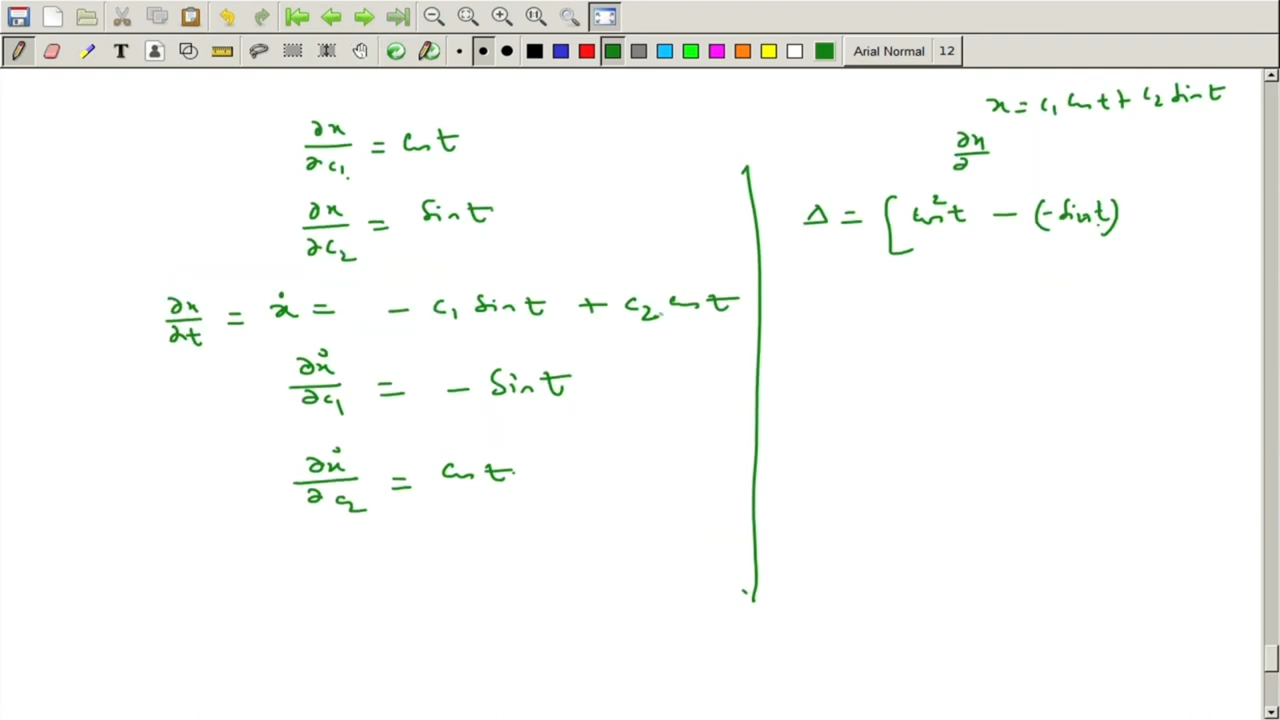 Arial Normal 12
x = c₁ cos t + c₂ sin t
∂x/∂
∂x/∂c₁ = cos t
∂x/∂c₂ = sin t
Δ = [ cos²t − (−sin t)
∂x/∂t = ẋ = − c₁ sin t + c₂ cos t
∂ẋ/∂c₁ = − sin t
∂ẋ/∂c₂ = cos t